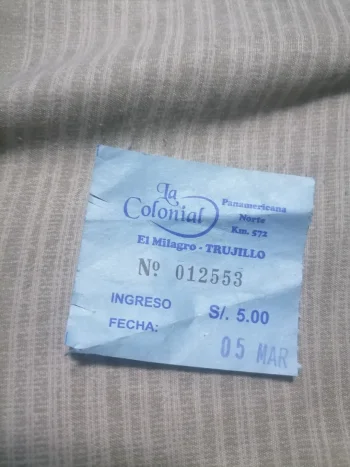 La
Colonial
Panamericana
Norte
Km. 572
El Milagro - TRUJILLO
Nº 012553
INGRESO S/. 5.00
FECHA: 05 MAR